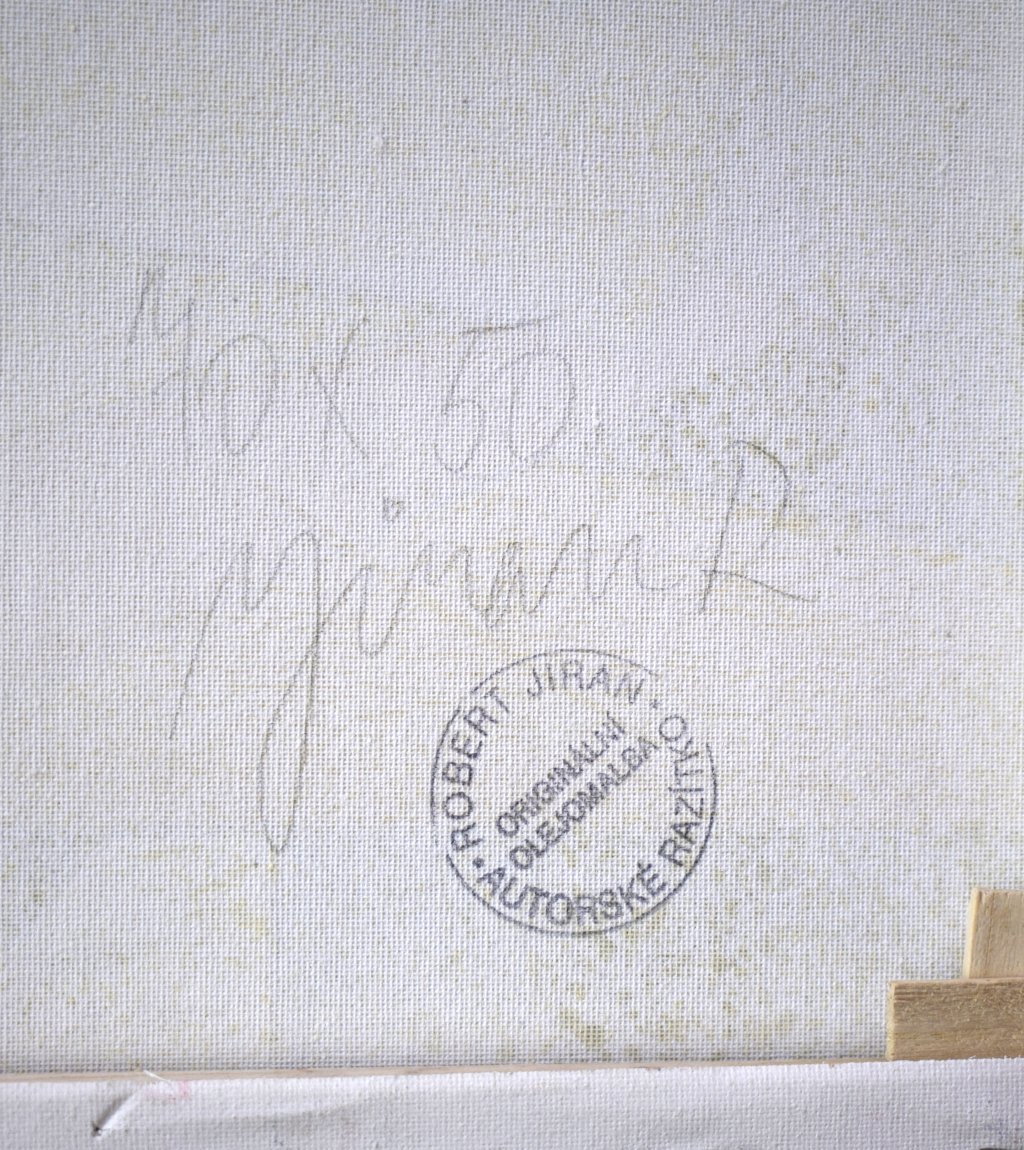 40 x 50
Jiran R
ROBERT JIRAN
ORIGINÁLNÍ
OLEJOMALBA
AUTORSKÉ RAZÍTKO